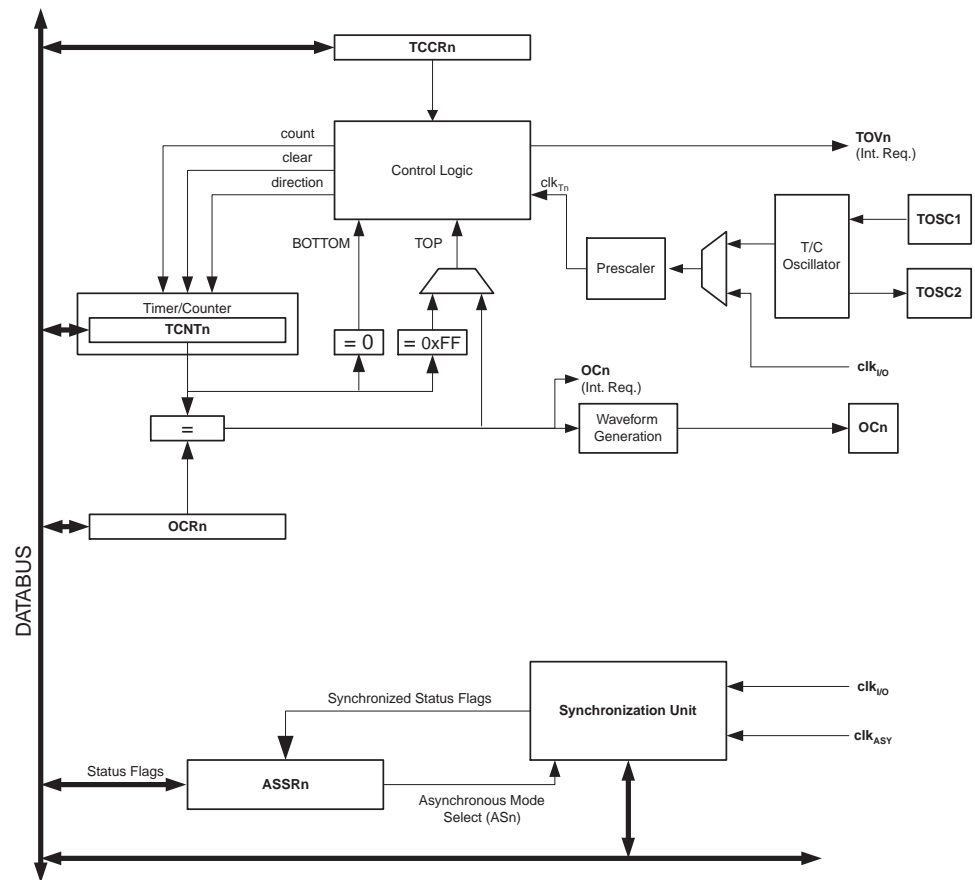 TCCRn
count
clear
direction
Control Logic
TOVn
(Int. Req.)
clkTn
BOTTOM
TOP
Prescaler
T/C
Oscillator
TOSC1
TOSC2
Timer/Counter
TCNTn
= 0
= 0xFF
clkI/O
OCn
(Int. Req.)
=
Waveform
Generation
OCn
OCRn
DATABUS
Synchronized Status Flags
Synchronization Unit
clkI/O
clkASY
Status Flags
ASSRn
Asynchronous Mode
Select (ASn)